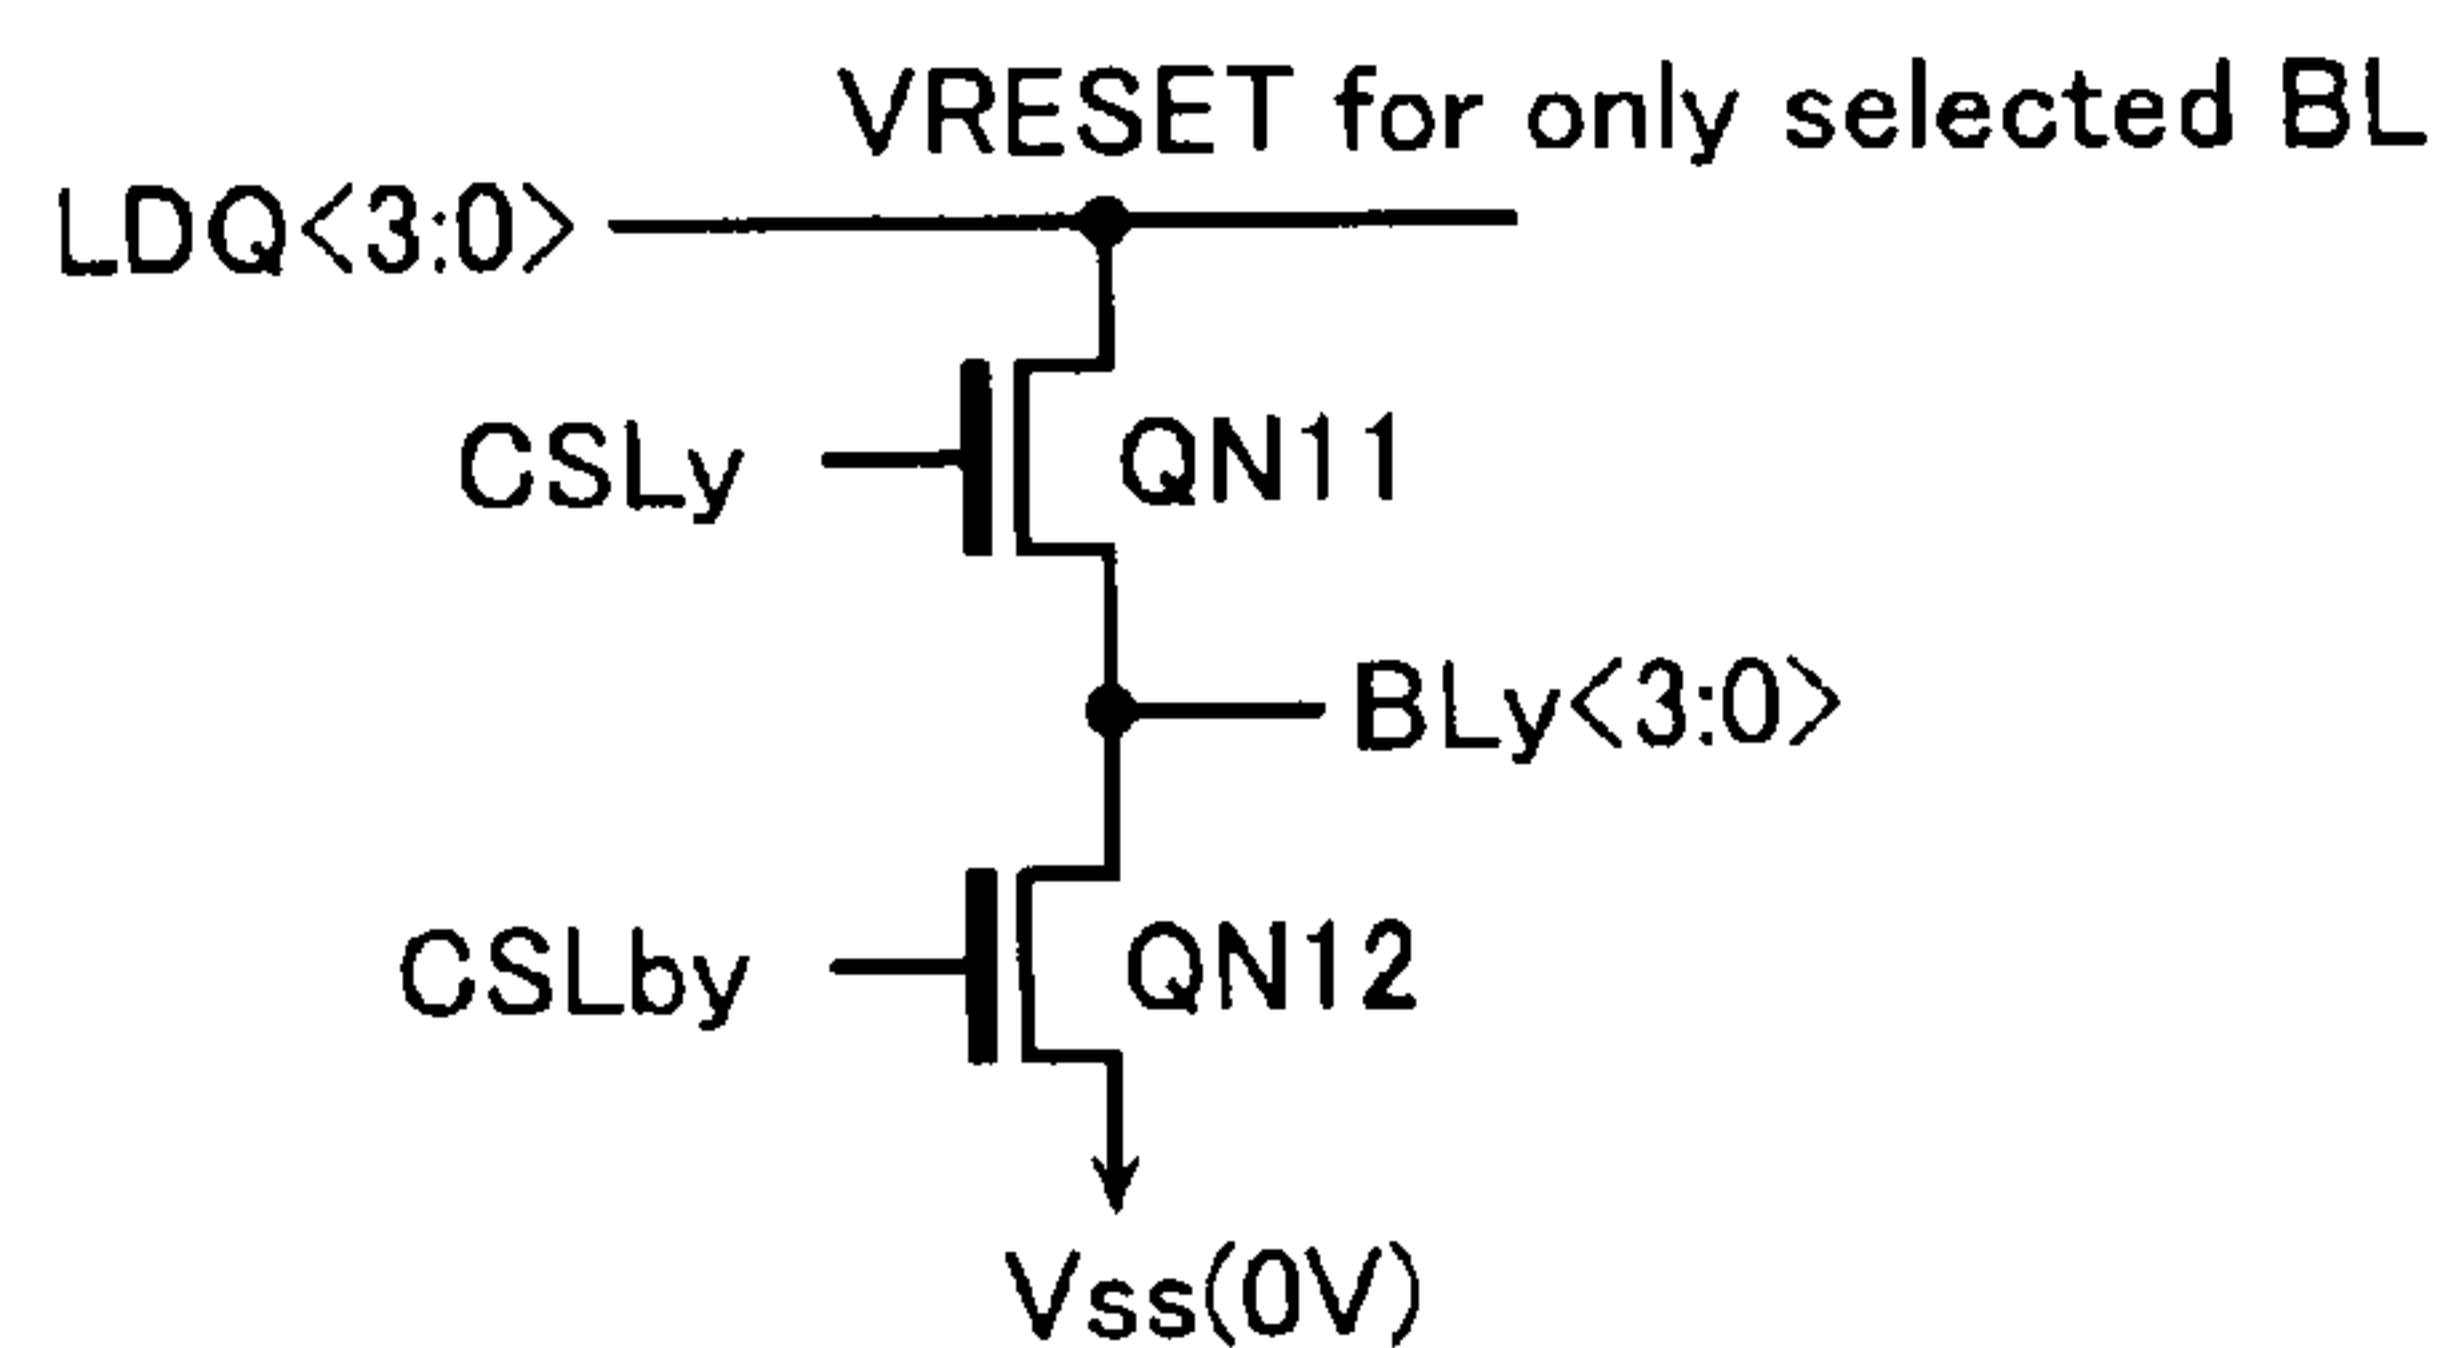 VRESET for only selected BL
LDQ<3:0>
CSLy
QN11
BLy<3:0>
CSLby
QN12
Vss(0V)